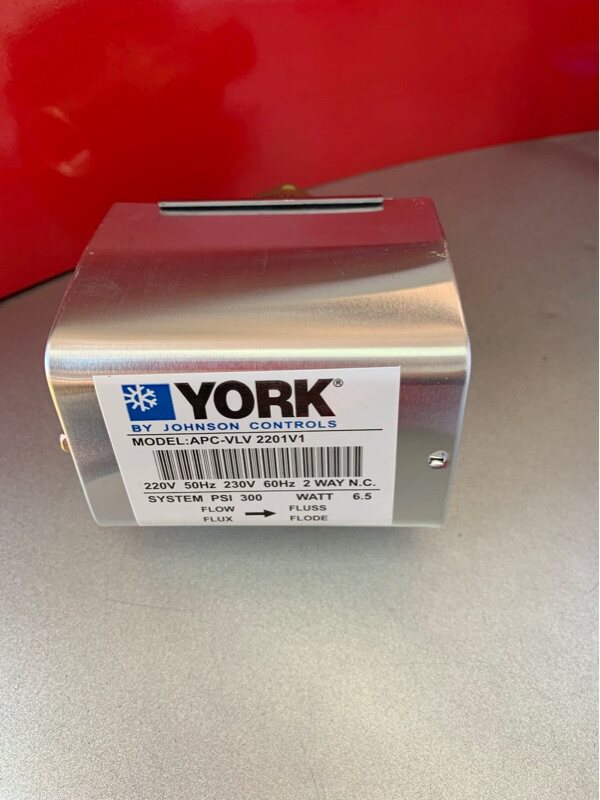 YORK®
BY JOHNSON CONTROLS
MODEL:APC-VLV 2201V1
220V 50Hz 230V 60Hz 2 WAY N.C.
SYSTEM PSI 300 WATT 6.5
FLOW FLUSS
FLUX FLODE